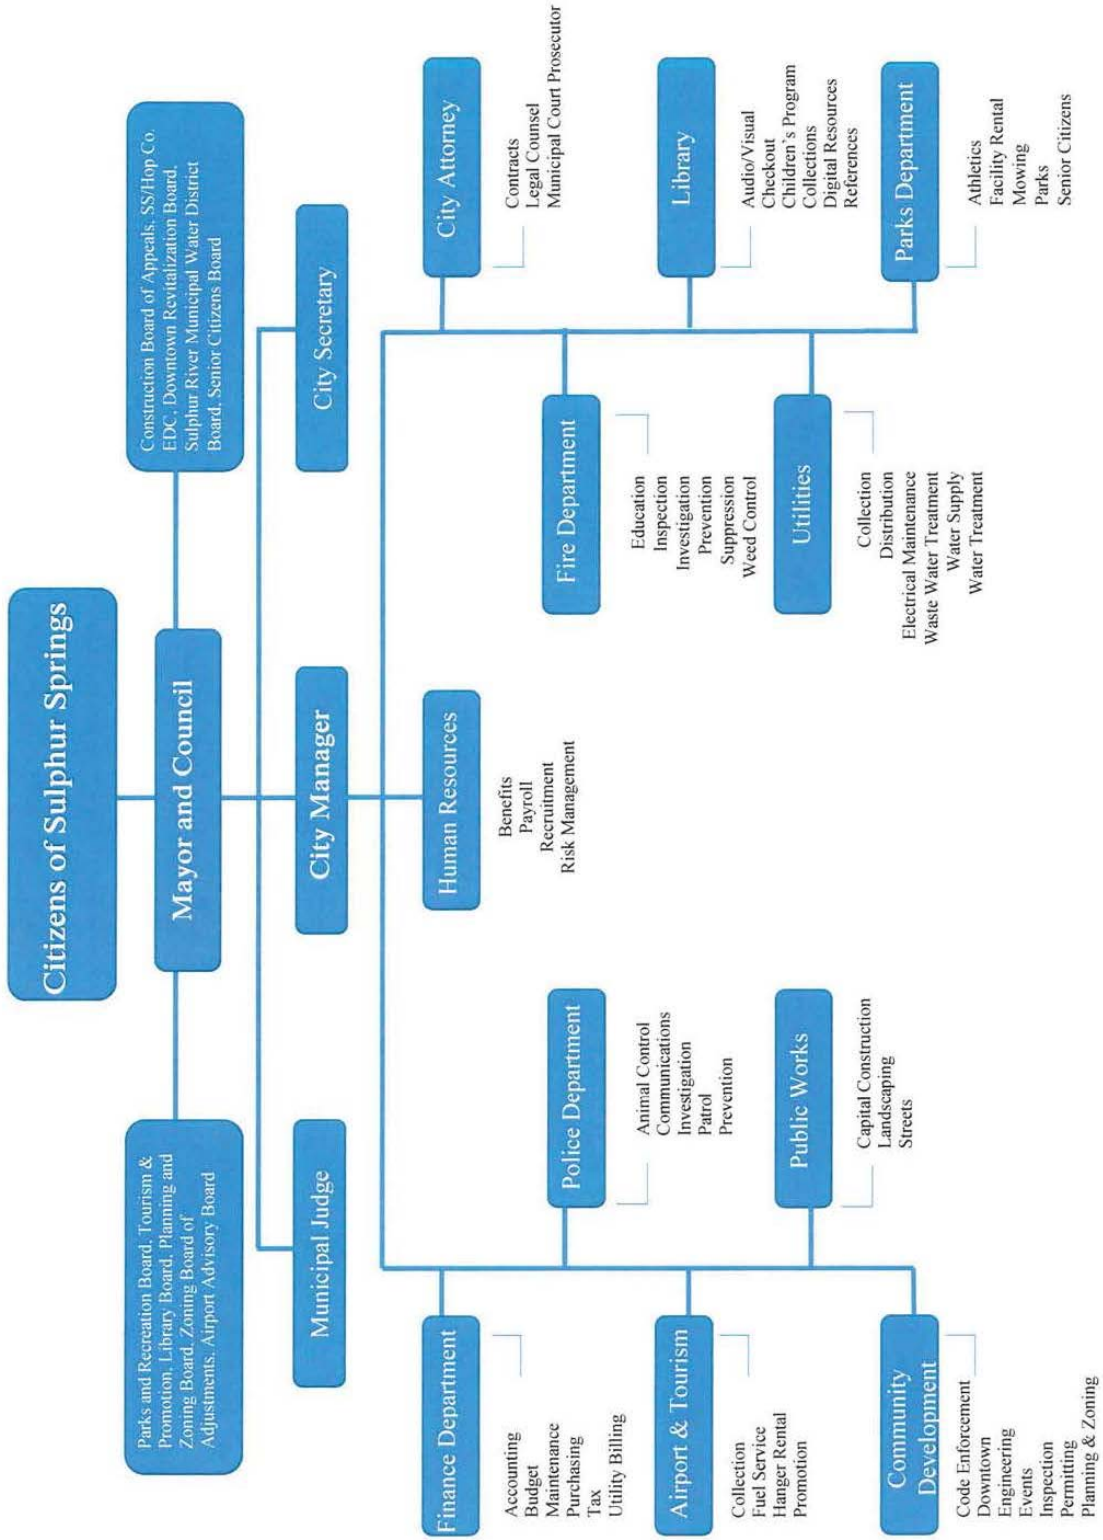 Citizens of Sulphur Springs
Parks and Recreation Board, Tourism &
Promotion, Library Board, Planning and
Zoning Board, Zoning Board of
Adjustments, Airport Advisory Board
Mayor and Council
Construction Board of Appeals, SS/Hop Co.
EDC, Downtown Revitalization Board,
Sulphur River Municipal Water District
Board, Senior Citizens Board
Municipal Judge
City Manager
City Secretary
Finance Department
Accounting
Budget
Maintenance
Purchasing
Tax
Utility Billing
Human Resources
Benefits
Payroll
Recruitment
Risk Management
City Attorney
Contracts
Legal Counsel
Municipal Court Prosecutor
Police Department
Animal Control
Communications
Investigation
Patrol
Prevention
Fire Department
Education
Inspection
Investigation
Prevention
Suppression
Weed Control
Airport & Tourism
Collection
Fuel Service
Hanger Rental
Promotion
Library
Audio/Visual
Checkout
Children's Program
Collections
Digital Resources
References
Public Works
Capital Construction
Landscaping
Streets
Utilities
Collection
Distribution
Electrical Maintenance
Waste Water Treatment
Water Supply
Water Treatment
Community
Development
Code Enforcement
Downtown
Engineering
Events
Inspection
Permitting
Planning & Zoning
Parks Department
Athletics
Facility Rental
Mowing
Parks
Senior Citizens